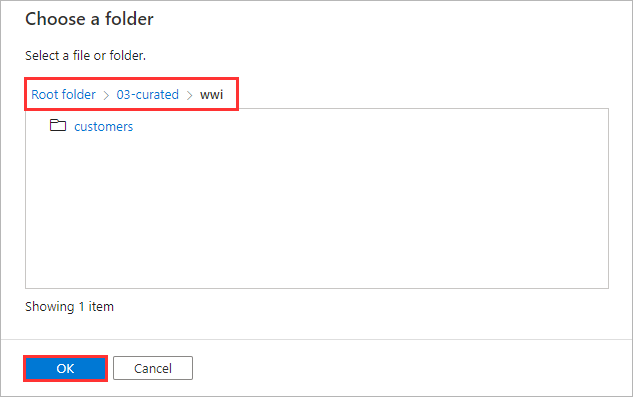 Choose a folder
Select a file or folder.
Root folder > 03-curated > wwi
customers
Showing 1 item
OK Cancel